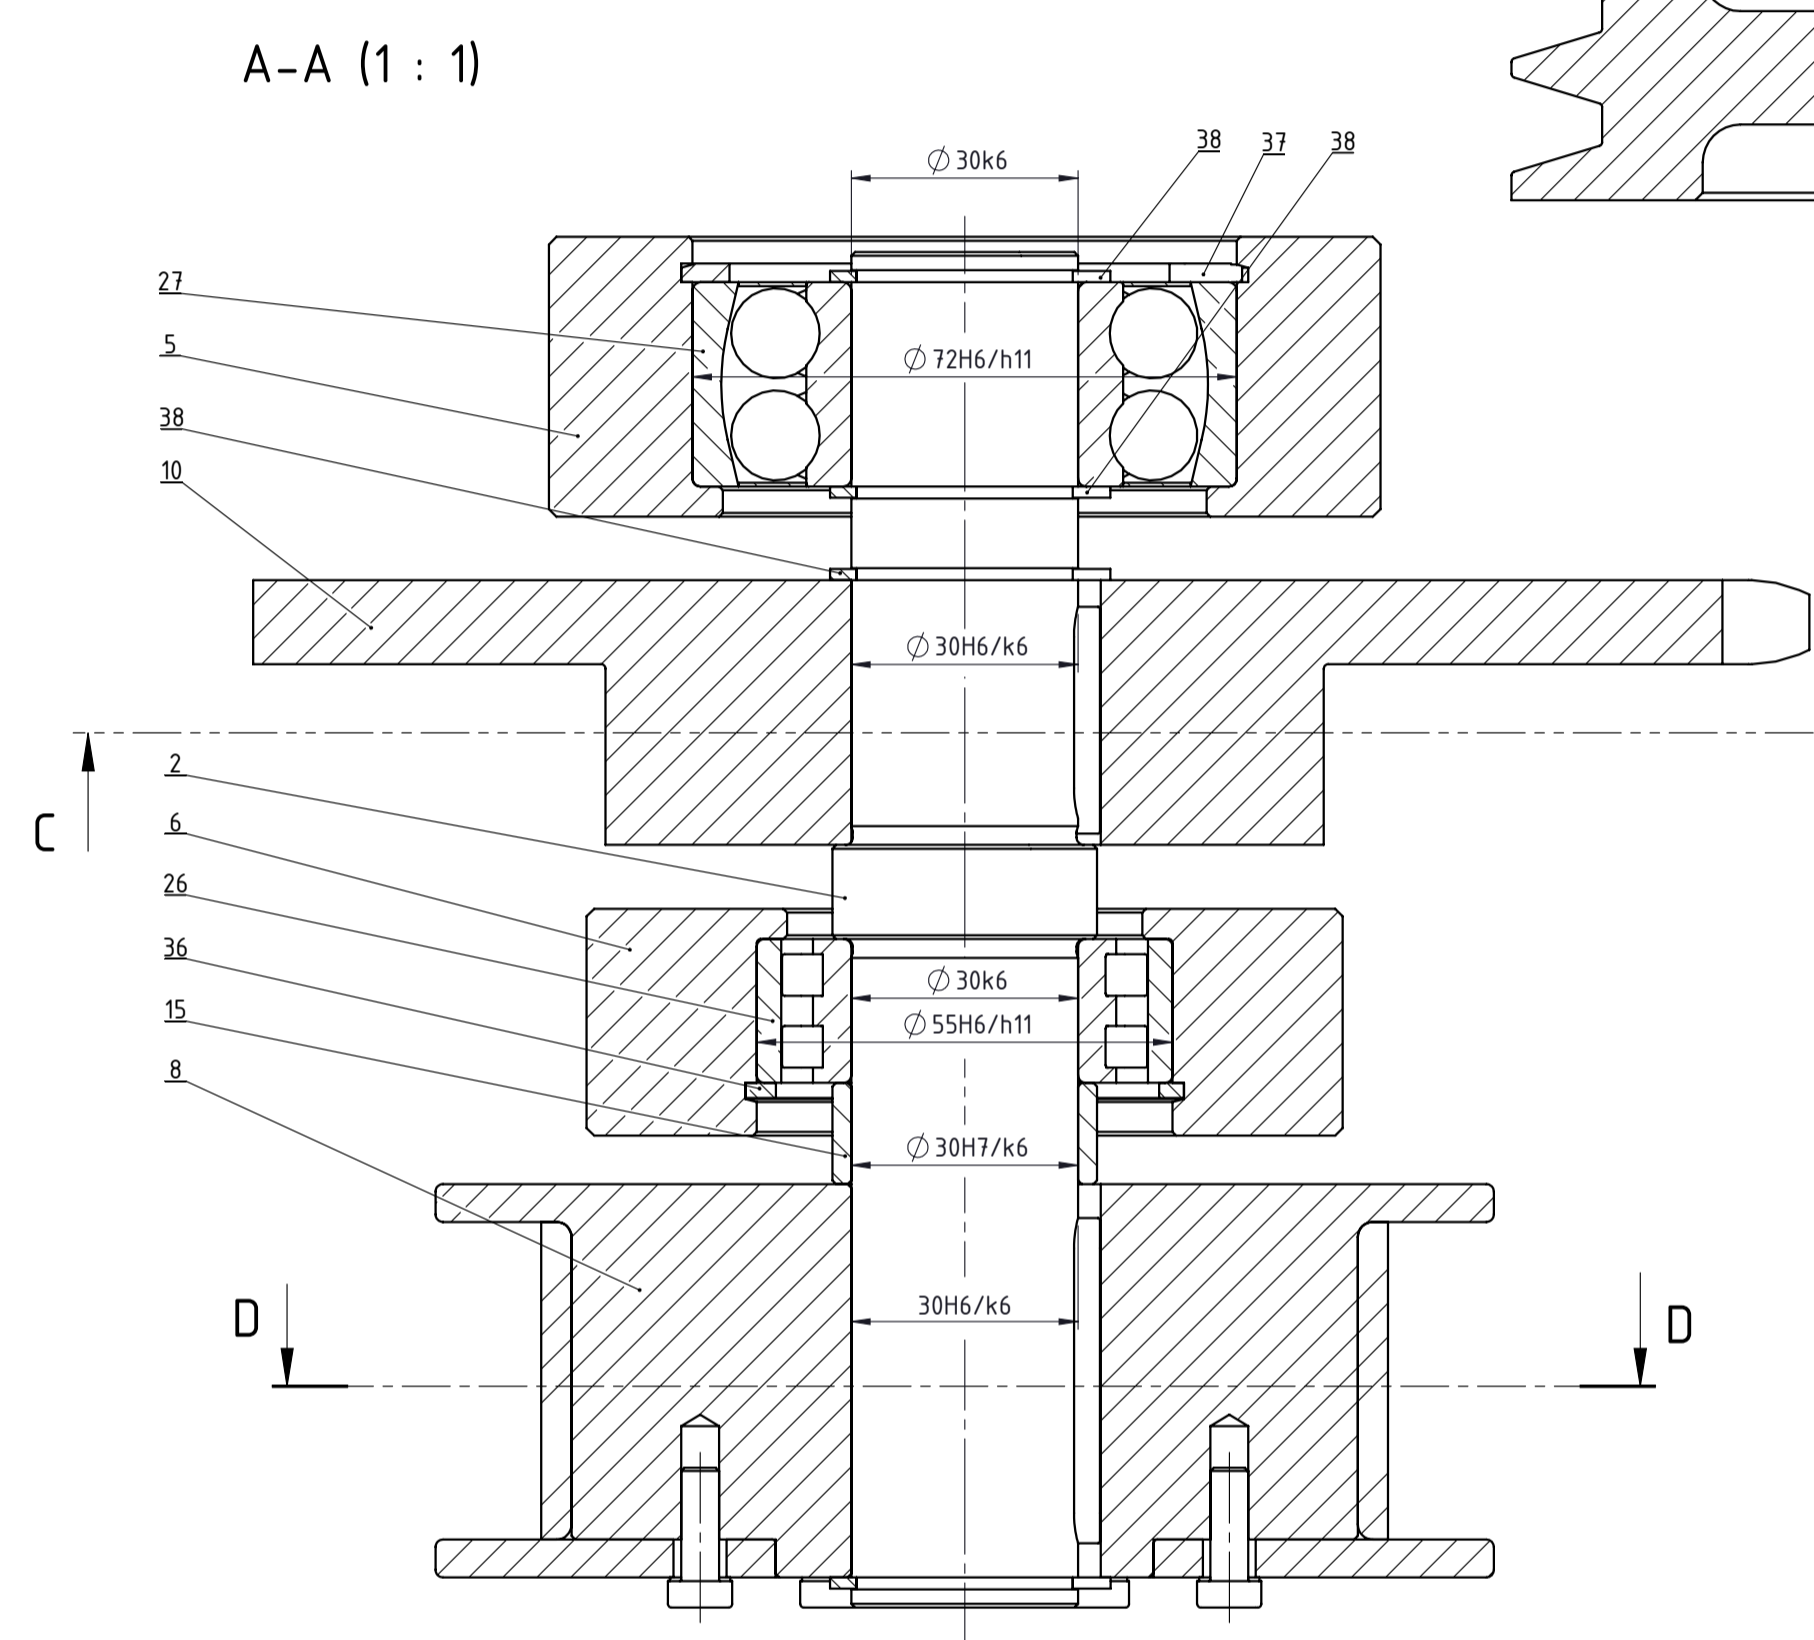 A-A (1 : 1)
38
37
38
⌀ 30k6
27
5
⌀ 72H6/h11
38
10
⌀ 30H6/k6
C
2
6
26
⌀ 30k6
36
⌀ 55H6/h11
15
8
⌀ 30H7/k6
30H6/k6
D
D